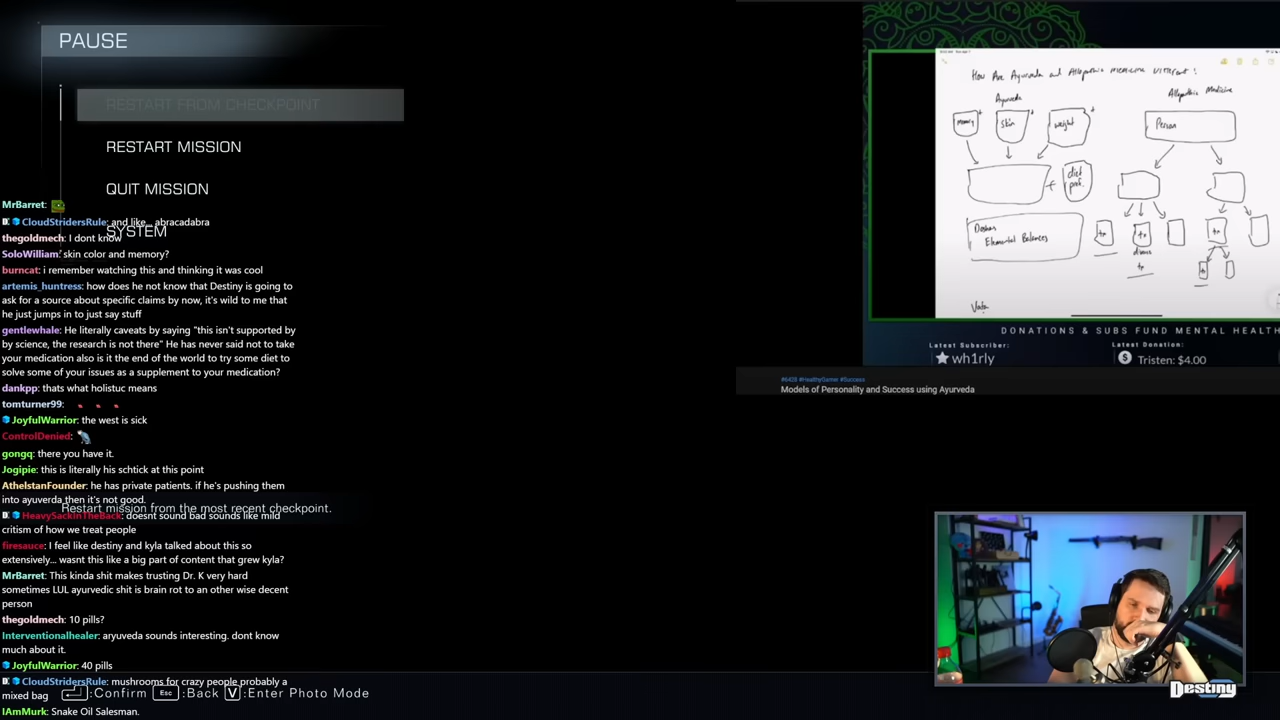 PAUSE
RESTART FROM CHECKPOINT
RESTART MISSION
QUIT MISSION
SYSTEM
MrBarret:
CloudStridersRule: and like.. abracadabra
thegoldmech: I dont know
SoloWilliam: skin color and memory?
burncat: i remember watching this and thinking it was cool
artemis_huntress: how does he not know that Destiny is going to
ask for a source about specific claims by now, it's wild to me that
he just jumps in to just say stuff
gentlewhale: He literally caveats by saying "this isn't supported by
by science, the research is not there" He has never said not to take
your medication also is it the end of the world to try some diet to
solve some of your issues as a supplement to your medication?
dankpp: thats what holistuc means
tomturner99:
JoyfulWarrior: the west is sick
ControlDenied:
gongq: there you have it.
Jogipie: this is literally his schtick at this point
AthelstanFounder: he has private patients. if he's pushing them
into ayuverda then it's not good.
Restart mission from the most recent checkpoint.
HeavySackInTheBack: doesnt sound bad sounds like mild
critism of how we treat people
firesauce: I feel like destiny and kyla talked about this so
extensively... wasnt this like a big part of content that grew kyla?
MrBarret: This kinda shit makes trusting Dr. K very hard
sometimes LUL ayurvedic shit is brain rot to an other wise decent
person
thegoldmech: 10 pills?
Interventionalhealer: aryuveda sounds interesting. dont know
much about it.
JoyfulWarrior: 40 pills
CloudStridersRule: mushrooms for crazy people probably a
mixed bag
IAmMurk: Snake Oil Salesman.
:Confirm Esc :Back V :Enter Photo Mode
How Are Ayurveda and Allopathic Medicine Different?
Ayurveda
Allopathic Medicine
memory
skin
weight
Person
diet
prof.
Doshas
Elemental Balances
tx
tx
tx
dismis
tx
tx
Vata
DONATIONS & SUBS FUND MENTAL HEALTH
Latest Subscriber:
wh1rly
Latest Donation:
Tristen: $4.00
#6428 #HealthyGamer #Success
Models of Personality and Success using Ayurveda
Destiny